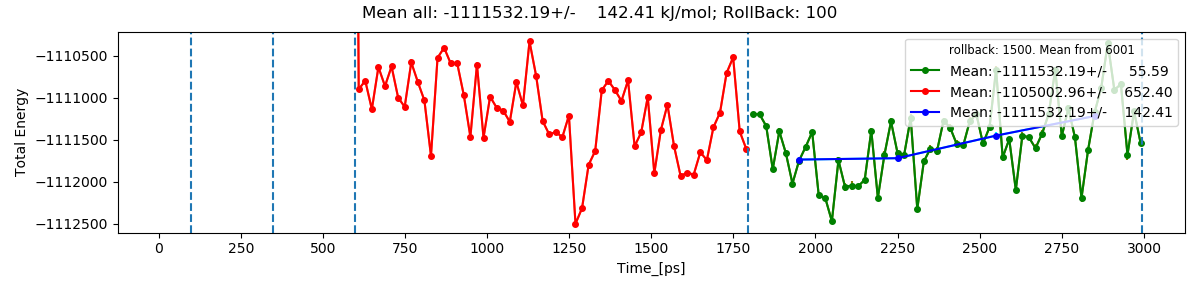 Mean all: -1111532.19+/-    142.41 kJ/mol; RollBack: 100
Total Energy
−1110500
−1111000
−1111500
−1112000
−1112500
rollback: 1500. Mean from 6001
Mean: -1111532.19+/-     55.59
Mean: -1105002.96+/-    652.40
Mean: -1111532.19+/-    142.41
0 250 500 750 1000 1250 1500 1750 2000 2250 2500 2750 3000
Time_[ps]